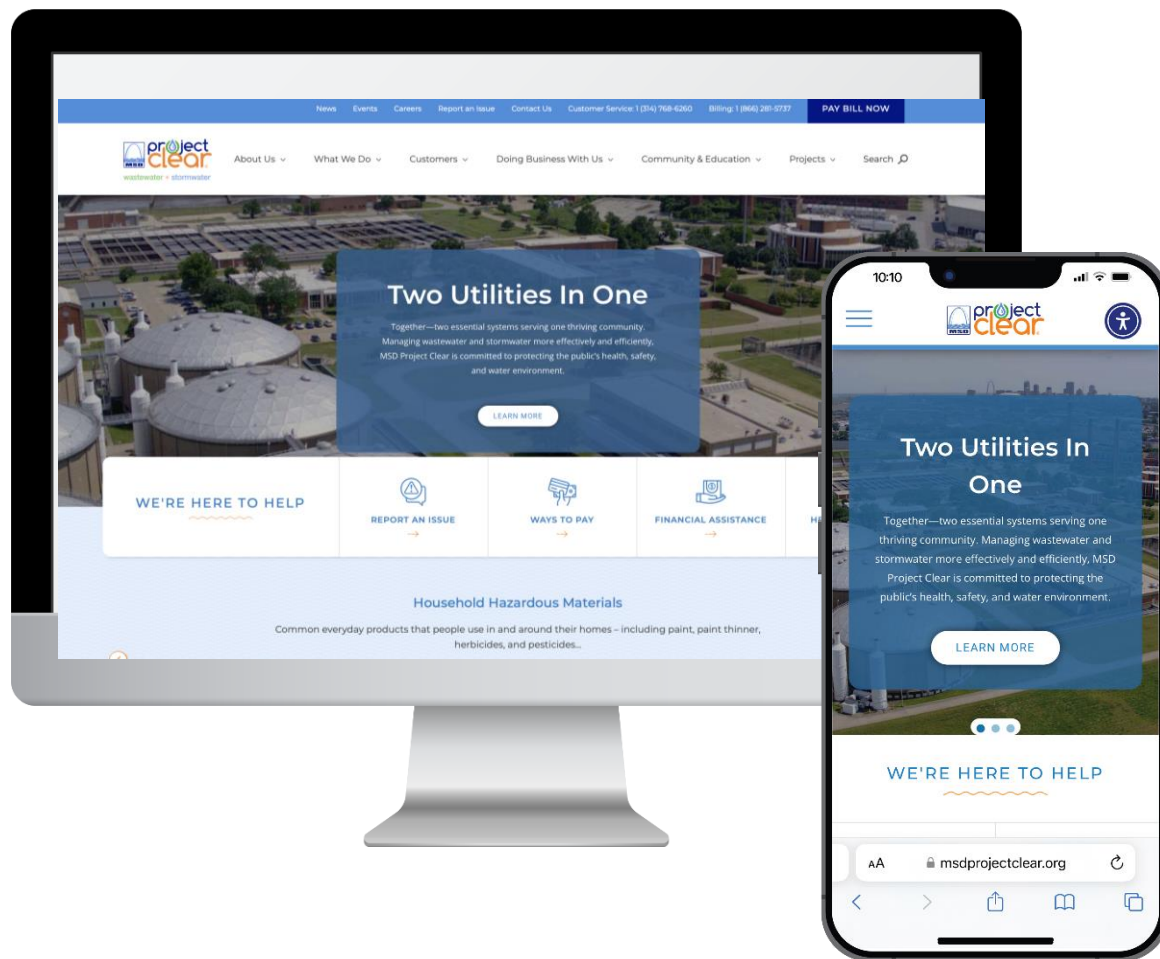 News Events Careers Report an Issue Contact Us Customer Service: 1 (314) 768-6260 Billing: 1 (866) 281-5737 PAY BILL NOW
MSD project clear
wastewater + stormwater
About Us What We Do Customers Doing Business With Us Community & Education Projects Search
Two Utilities In One
Together—two essential systems serving one thriving community.
Managing wastewater and stormwater more effectively and efficiently,
MSD Project Clear is committed to protecting the public's health, safety,
and water environment.
LEARN MORE
WE'RE HERE TO HELP
REPORT AN ISSUE
WAYS TO PAY
FINANCIAL ASSISTANCE
Household Hazardous Materials
Common everyday products that people use in and around their homes – including paint, paint thinner,
herbicides, and pesticides...
10:10
MSD project clear
Two Utilities In
One
Together—two essential systems serving one
thriving community. Managing wastewater and
stormwater more effectively and efficiently, MSD
Project Clear is committed to protecting the
public's health, safety, and water environment.
LEARN MORE
WE'RE HERE TO HELP
AA msdprojectclear.org